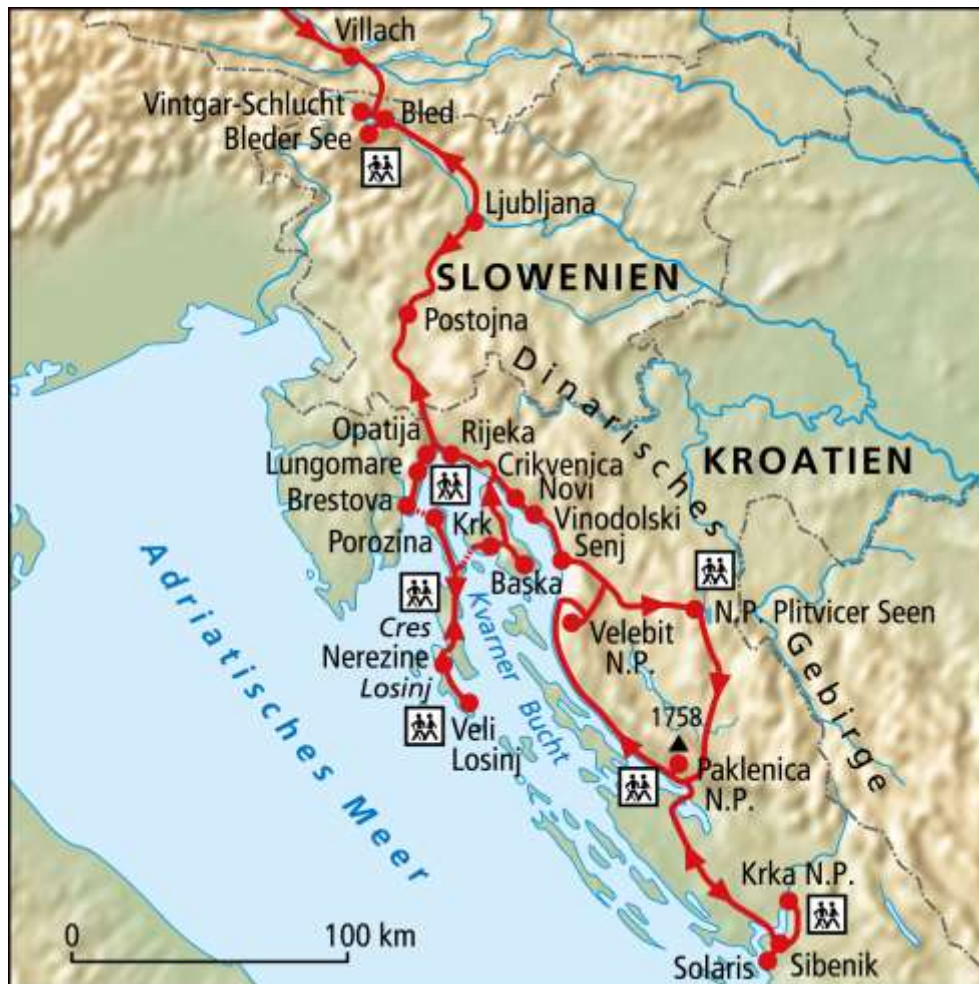 Villach
Vintgar-Schlucht
Bled
Bleder See
Ljubljana
SLOWENIEN
Postojna
Dinarisches
Gebirge
Opatija
Rijeka
Lungomare
Crikvenica
KROATIEN
Brestova
Novi
Vinodolski
Porozina
Krk
Senj
Baska
Adriatisches Meer
Cres
Kvarner
Bucht
N.P. Plitvicer Seen
Nerezine
Velebit
N.P.
Losinj
Veli
Losinj
1758
Paklenica
N.P.
Krka N.P.
0
100 km
Solaris
Sibenik